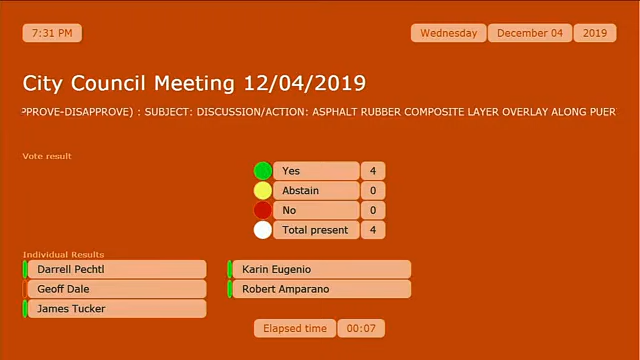 7:31 PM Wednesday December 04 2019
City Council Meeting 12/04/2019
PPROVE-DISAPPROVE) : SUBJECT: DISCUSSION/ACTION: ASPHALT RUBBER COMPOSITE LAYER OVERLAY ALONG PUER
Vote result
Yes 4
Abstain 0
No 0
Total present 4
Individual Results
Darrell Pechtl Karin Eugenio
Geoff Dale Robert Amparano
James Tucker
Elapsed time 00:07